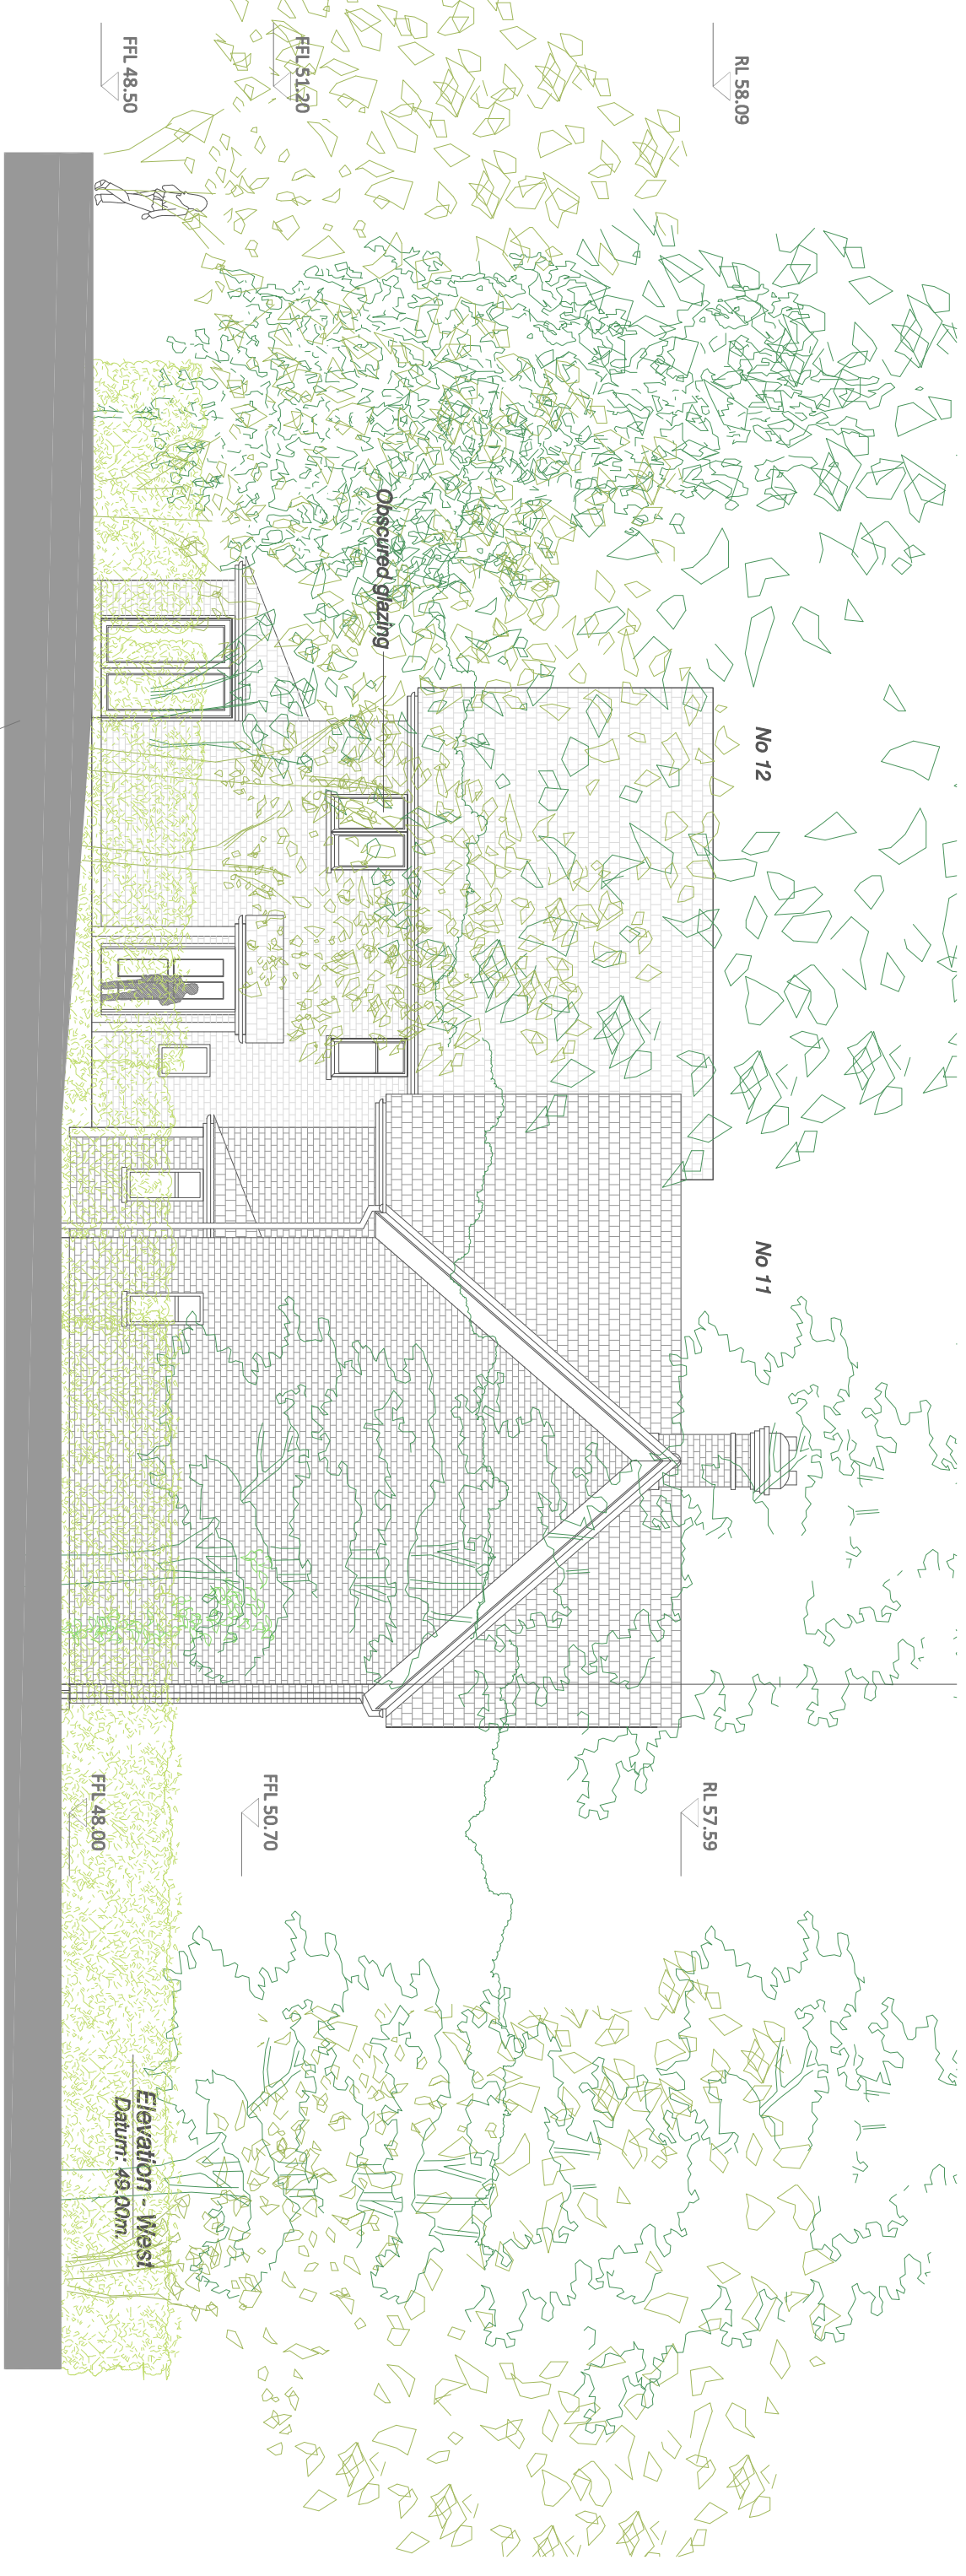 RL 58.09
FFL 51.20
FFL 48.50
Obscured glazing
No 12
No 11
RL 57.59
FFL 50.70
FFL 48.00
Elevation - West
Datum: 49.00m.